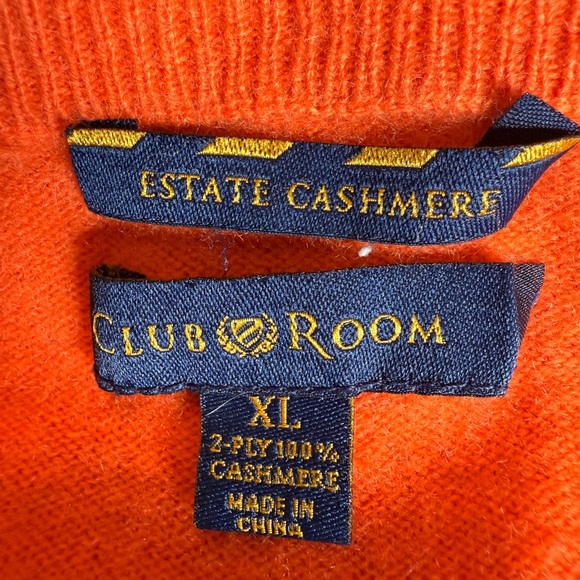 ESTATE CASHMERE
CLUB ROOM
XL
2-PLY 100%
CASHMERE
MADE IN
CHINA